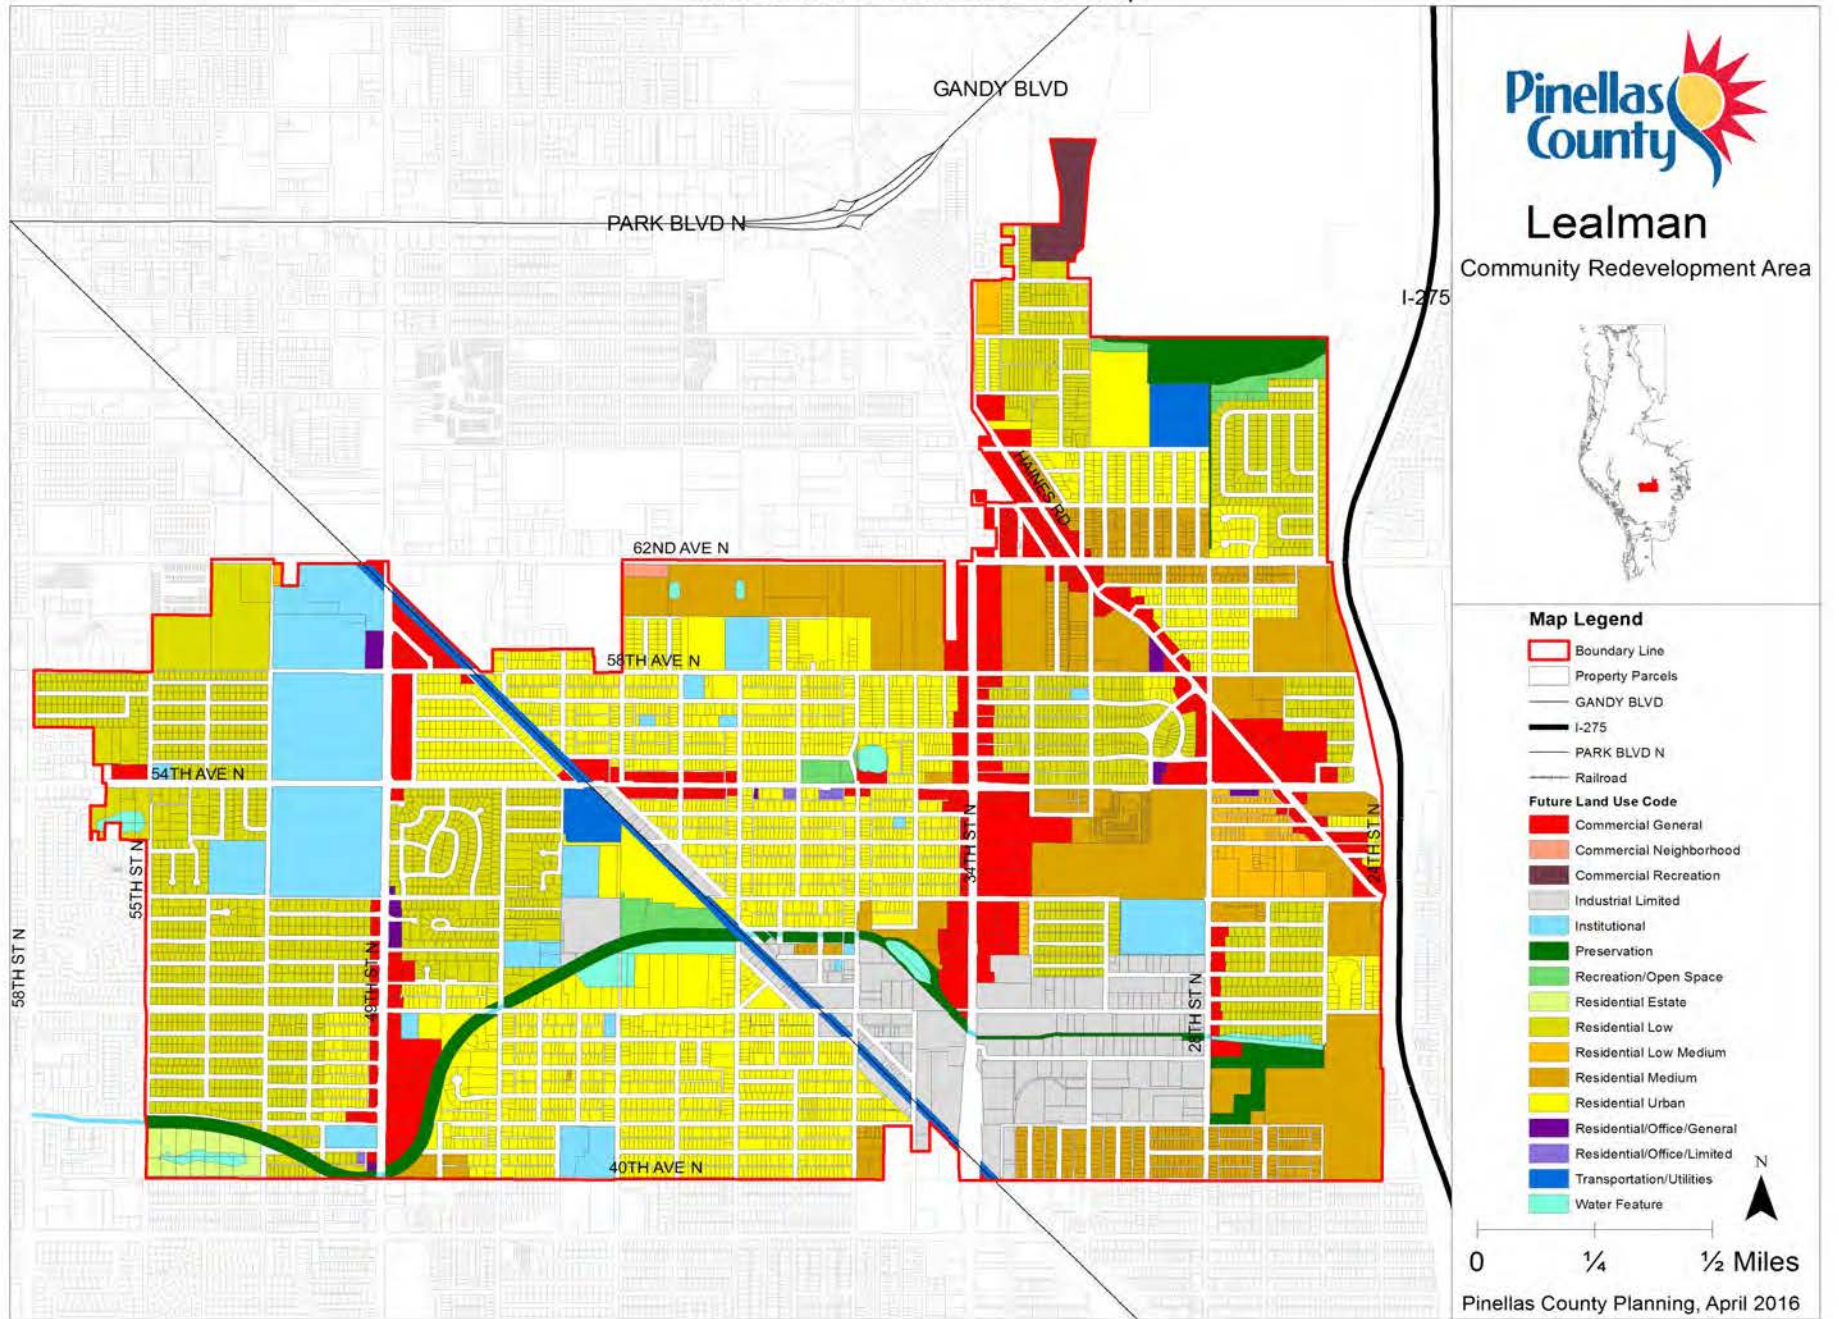 GANDY BLVD
PARK BLVD N
I-275
HAINES RD
62ND AVE N
58TH AVE N
54TH AVE N
34TH ST N
24TH ST N
55TH ST N
58TH ST N
49TH ST N
28TH ST N
40TH AVE N
Pinellas
County
Lealman
Community Redevelopment Area
Map Legend
Boundary Line
Property Parcels
GANDY BLVD
I-275
PARK BLVD N
Railroad
Future Land Use Code
Commercial General
Commercial Neighborhood
Commercial Recreation
Industrial Limited
Institutional
Preservation
Recreation/Open Space
Residential Estate
Residential Low
Residential Low Medium
Residential Medium
Residential Urban
Residential/Office/General
Residential/Office/Limited
Transportation/Utilities
Water Feature
N
0 ¼ ½ Miles
Pinellas County Planning, April 2016